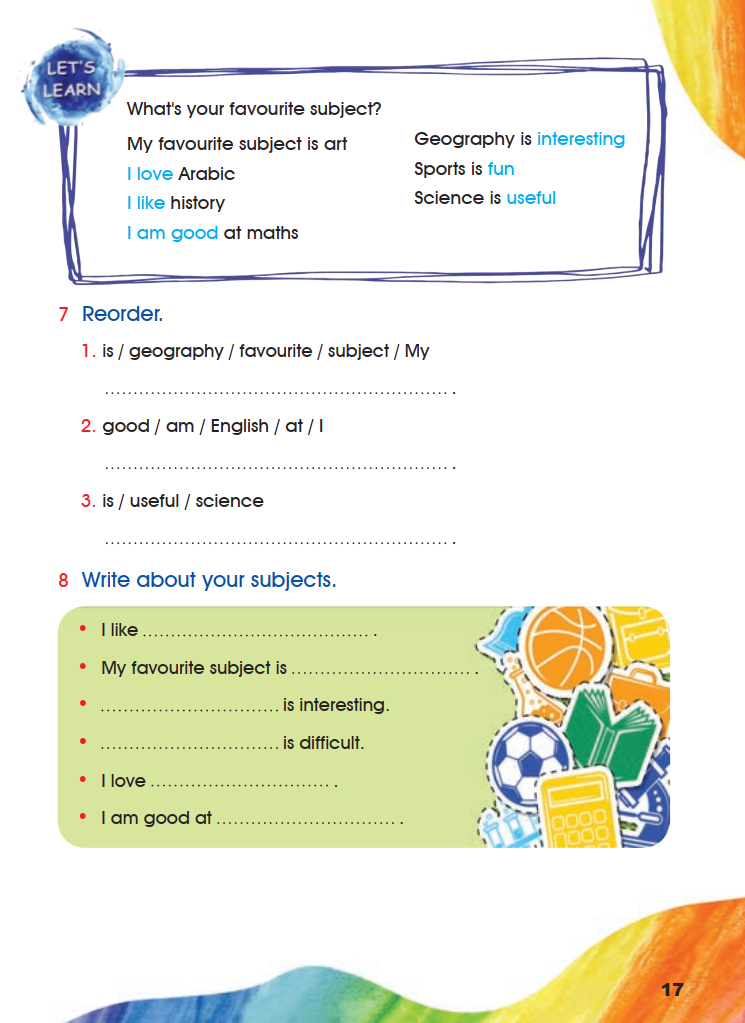 LET'S
LEARN
What's your favourite subject?
My favourite subject is art
I love Arabic
I like history
I am good at maths
Geography is interesting
Sports is fun
Science is useful
7 Reorder.
1. is / geography / favourite / subject / My
............................................................ .
2. good / am / English / at / I
............................................................ .
3. is / useful / science
............................................................ .
8 Write about your subjects.
• I like ........................................ .
• My favourite subject is ............................... .
• ............................... is interesting.
• ............................... is difficult.
• I love ............................... .
• I am good at ............................... .
17